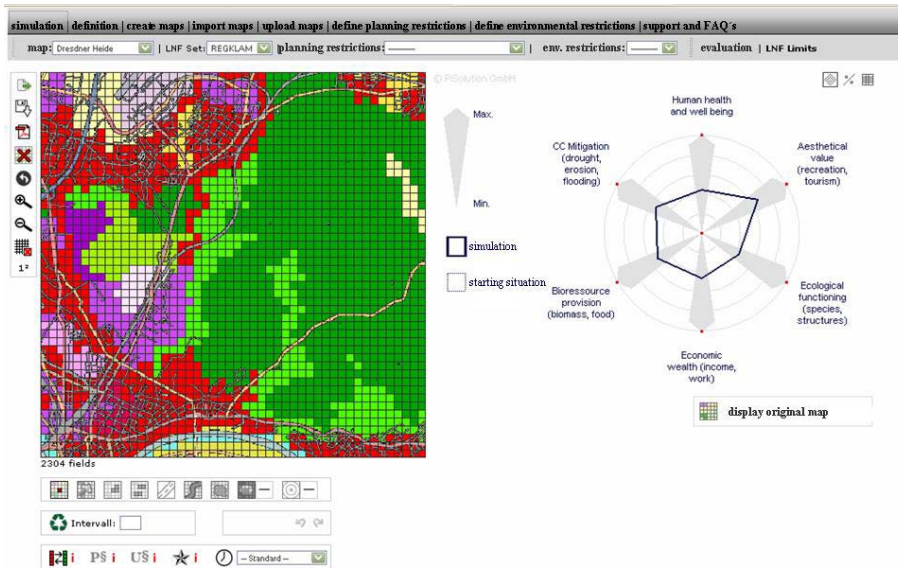 simulation | definition | create maps | import maps | upload maps | define planning restrictions | define environmental restrictions | support and FAQ´s
map: Dresdner Heide | LNF Set: REGKLAM | planning restrictions: ——— | env. restrictions: ——— evaluation | LNF Limits
© PiSolution GmbH
Max.
Min.
simulation
starting situation
Human health
and well being
CC Mitigation
(drought,
erosion,
flooding)
Aesthetical
value
(recreation,
tourism)
Bioressource
provision
(biomass, food)
Ecological
functioning
(species,
structures)
Economic
wealth (income,
work)
display original map
1²
2304 fields
Intervall:
i P§ i U§ i i -- Standard --